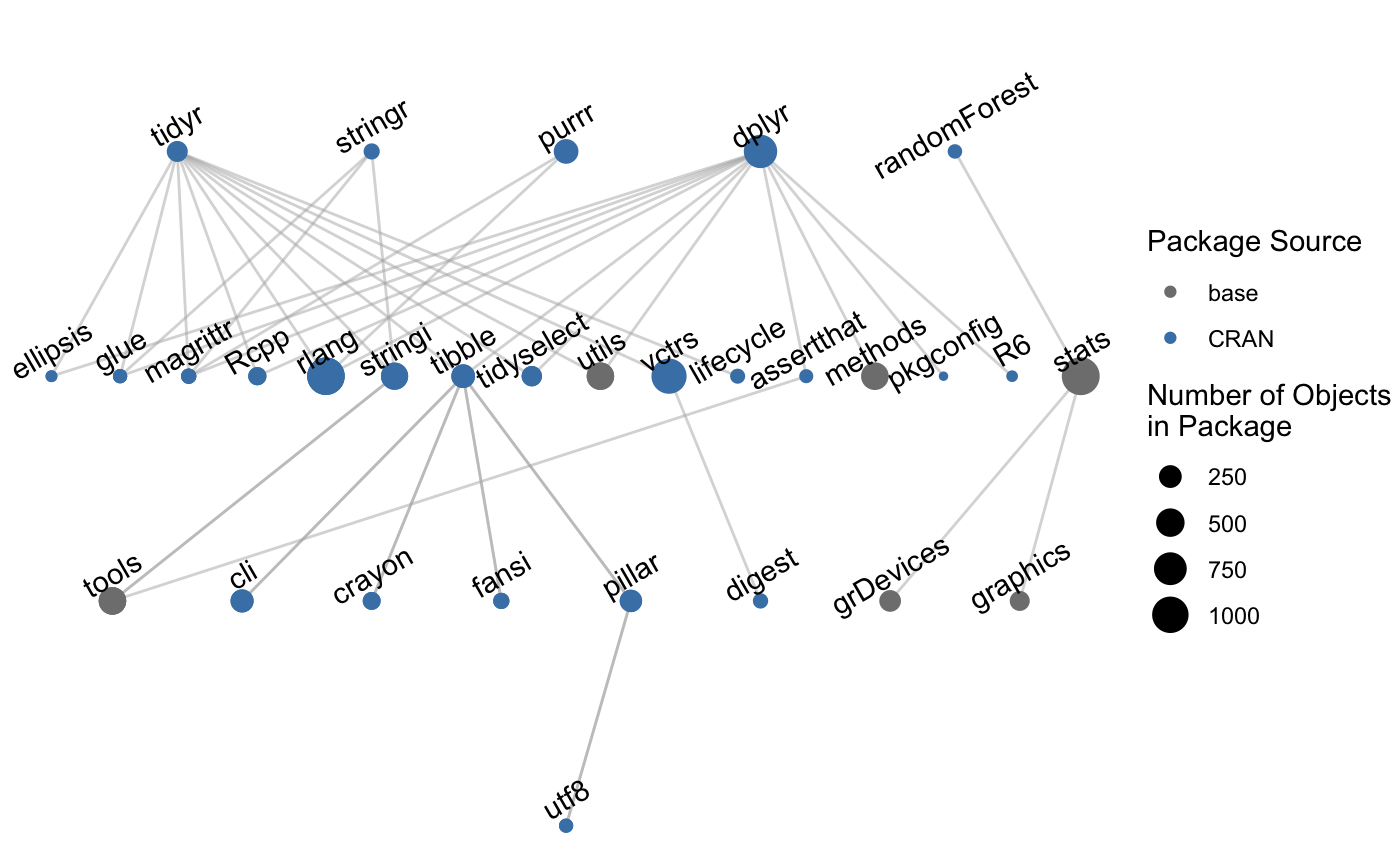 tidyr
stringr
purrr
dplyr
randomForest
ellipsis
glue
magrittr
Rcpp
rlang
stringi
tibble
tidyselect
utils
vctrs
lifecycle
assertthat
methods
pkgconfig
R6
stats
tools
cli
crayon
fansi
pillar
digest
grDevices
graphics
utf8
Package Source
base
CRAN
Number of Objects
in Package
250
500
750
1000